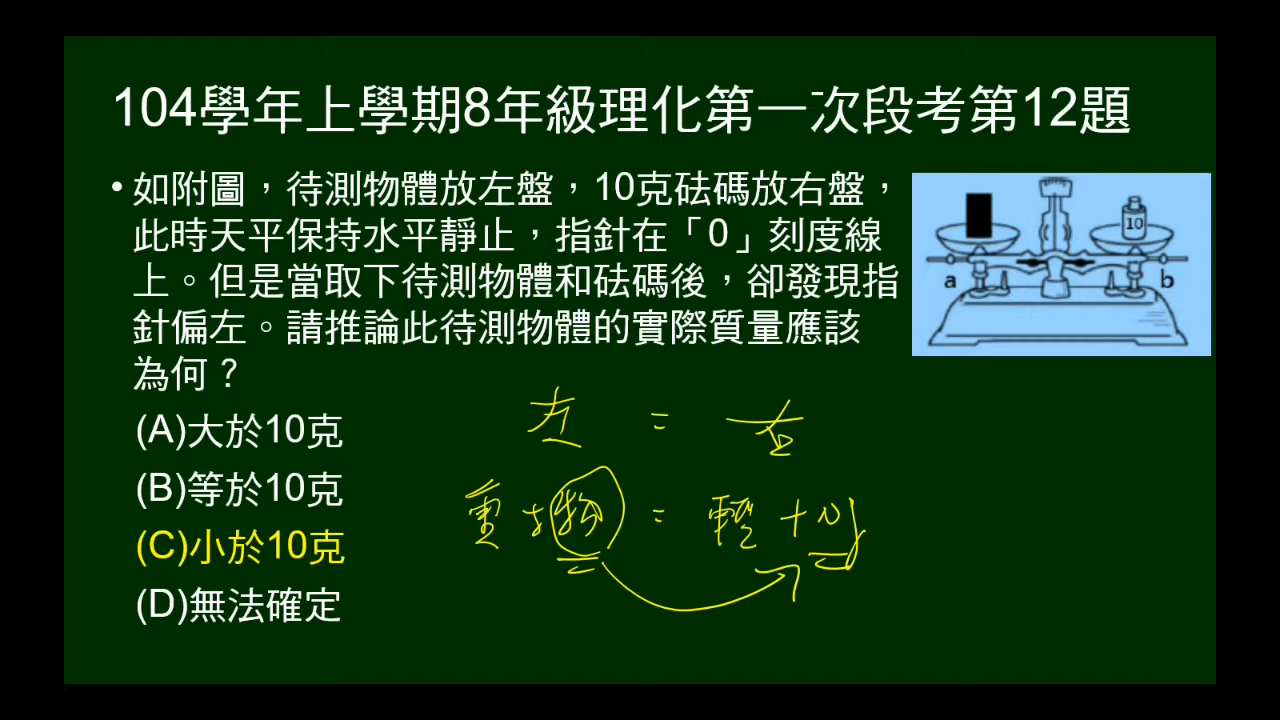 104學年上學期8年級理化第一次段考第12題
•如附圖，待測物體放左盤，10克砝碼放右盤，
此時天平保持水平靜止，指針在「0」刻度線
上。但是當取下待測物體和砝碼後，卻發現指
針偏左。請推論此待測物體的實際質量應該
為何？
(A)大於10克
(B)等於10克
(C)小於10克
(D)無法確定
10
a b
左 = 右
重+物 = 輕+10g